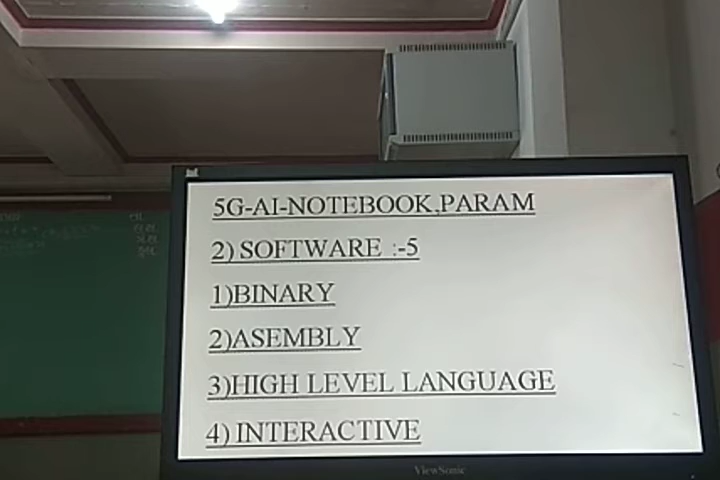 5G-AI-NOTEBOOK,PARAM
2) SOFTWARE :-5
1)BINARY
2)ASEMBLY
3)HIGH LEVEL LANGUAGE
4) INTERACTIVE
ViewSonic